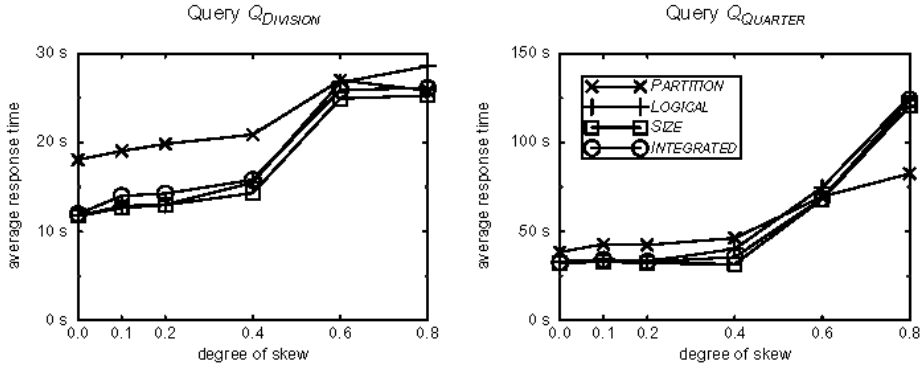 Query QDIVISION
30 s
20 s
10 s
0 s
average response time
0.0 0.1 0.2 0.4 0.6 0.8
degree of skew
Query QQUARTER
150 s
100 s
50 s
0 s
average response time
PARTITION
LOGICAL
SIZE
INTEGRATED
0.0 0.1 0.2 0.4 0.6 0.8
degree of skew